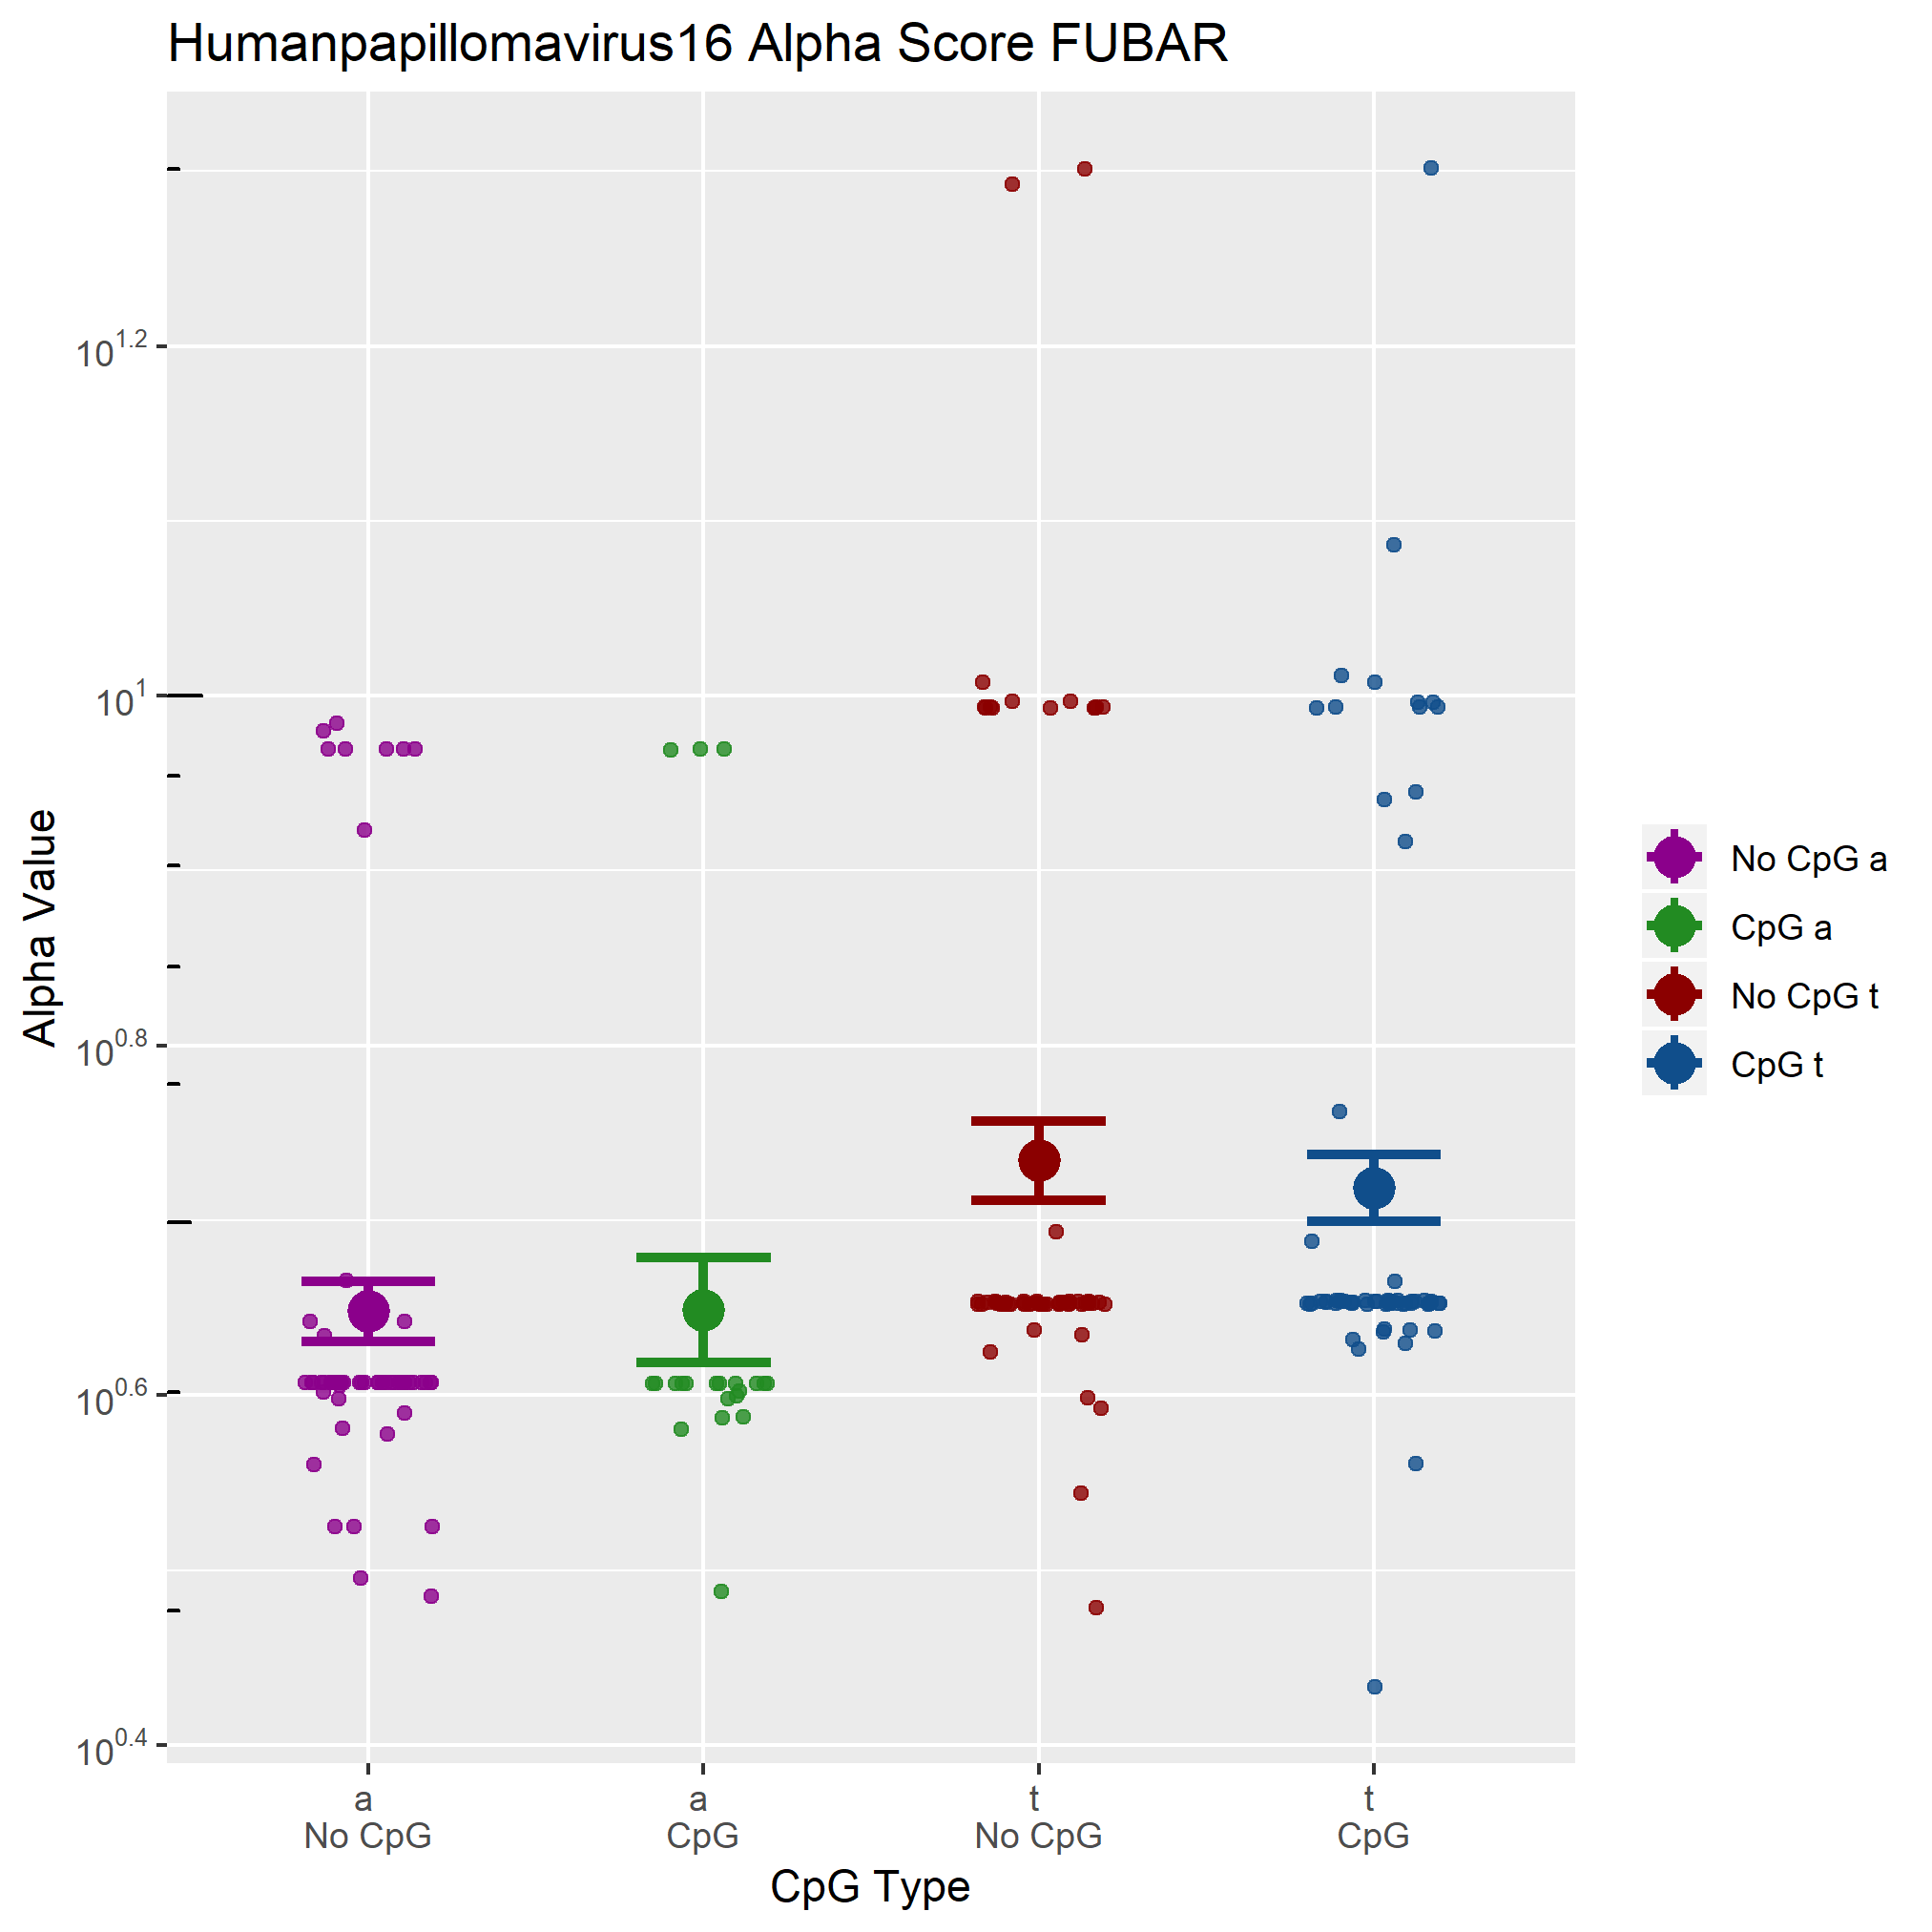 Humanpapillomavirus16 Alpha Score FUBAR
Alpha Value
10^1.2
10^1
10^0.8
10^0.6
10^0.4
a
No CpG
a
CpG
t
No CpG
t
CpG
CpG Type
No CpG a
CpG a
No CpG t
CpG t